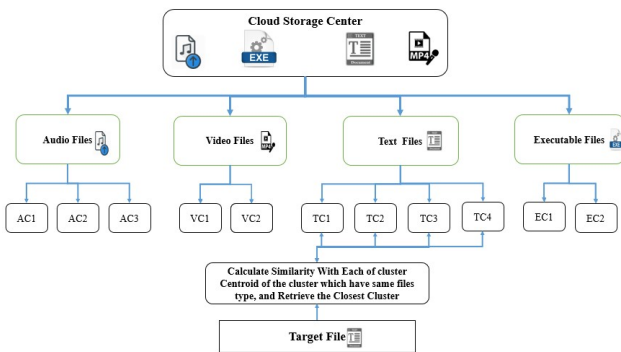 Cloud Storage Center
EXE
TEXT
Document
MP4
Audio Files
Video Files
Text Files
Executable Files
AC1
AC2
AC3
VC1
VC2
TC1
TC2
TC3
TC4
EC1
EC2
Calculate Similarity With Each of cluster
Centroid of the cluster which have same files
type, and Retrieve the Closest Cluster
Target File